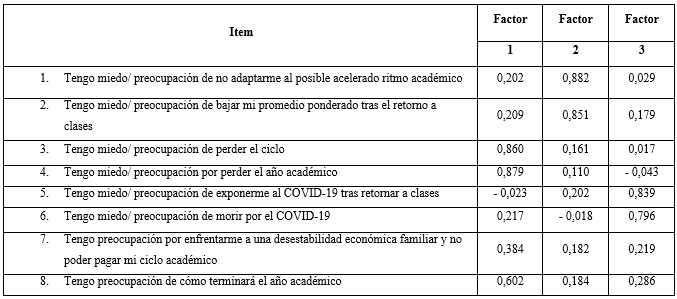 Item Factor Factor Factor
1 2 3
1. Tengo miedo/ preocupación de no adaptarme al posible acelerado ritmo académico 0,202 0,882 0,029
2. Tengo miedo/ preocupación de bajar mi promedio ponderado tras el retorno a
clases 0,209 0,851 0,179
3. Tengo miedo/ preocupación de perder el ciclo 0,860 0,161 0,017
4. Tengo miedo/ preocupación por perder el año académico 0,879 0,110 - 0,043
5. Tengo miedo/ preocupación de exponerme al COVID-19 tras retornar a clases - 0,023 0,202 0,839
6. Tengo miedo/ preocupación de morir por el COVID-19 0,217 - 0,018 0,796
7. Tengo preocupación por enfrentarme a una desestabilidad económica familiar y no
poder pagar mi ciclo académico 0,384 0,182 0,219
8. Tengo preocupación de cómo terminará el año académico 0,602 0,184 0,286